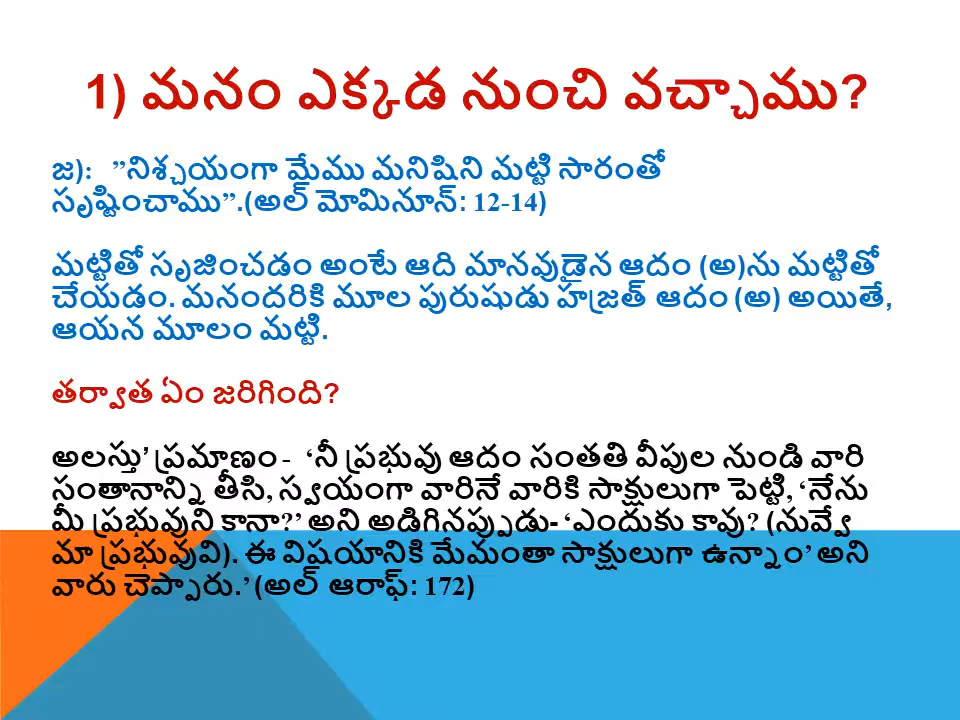 1) మనం ఎక్కడ నుంచి వచ్చాము?
జ): ”నిశ్చయంగా మేము మనిషిని మట్టి సారంతో
సృష్టించాము”.(అల్ మోమినూన్: 12-14)
మట్టితో సృజించడం అంటే ఆది మానవుడైన ఆదం (అ)ను మట్టితో
చేయడం. మనందరికి మూల పురుషుడు హజ్రత్ ఆదం (అ) అయితే,
ఆయన మూలం మట్టి.
తర్వాత ఏం జరిగింది?
అలస్తు’ ప్రమాణం - ‘నీ ప్రభువు ఆదం సంతతి వీపుల నుండి వారి
సంతానాన్ని తీసి, స్వయంగా వారినే వారికి సాక్షులుగా పెట్టి, ‘నేను
మీ ప్రభువుని కానా?’ అని అడిగినపుప్డు- ‘ఎందుకు కావు? (నువ్వే
మా ప్రభువువి). ఈ విషయానికి మేమంతా సాక్షులుగా ఉన్నాం’ అని
వారు చెప్పారు.’ (అల్ ఆరాఫ్: 172)